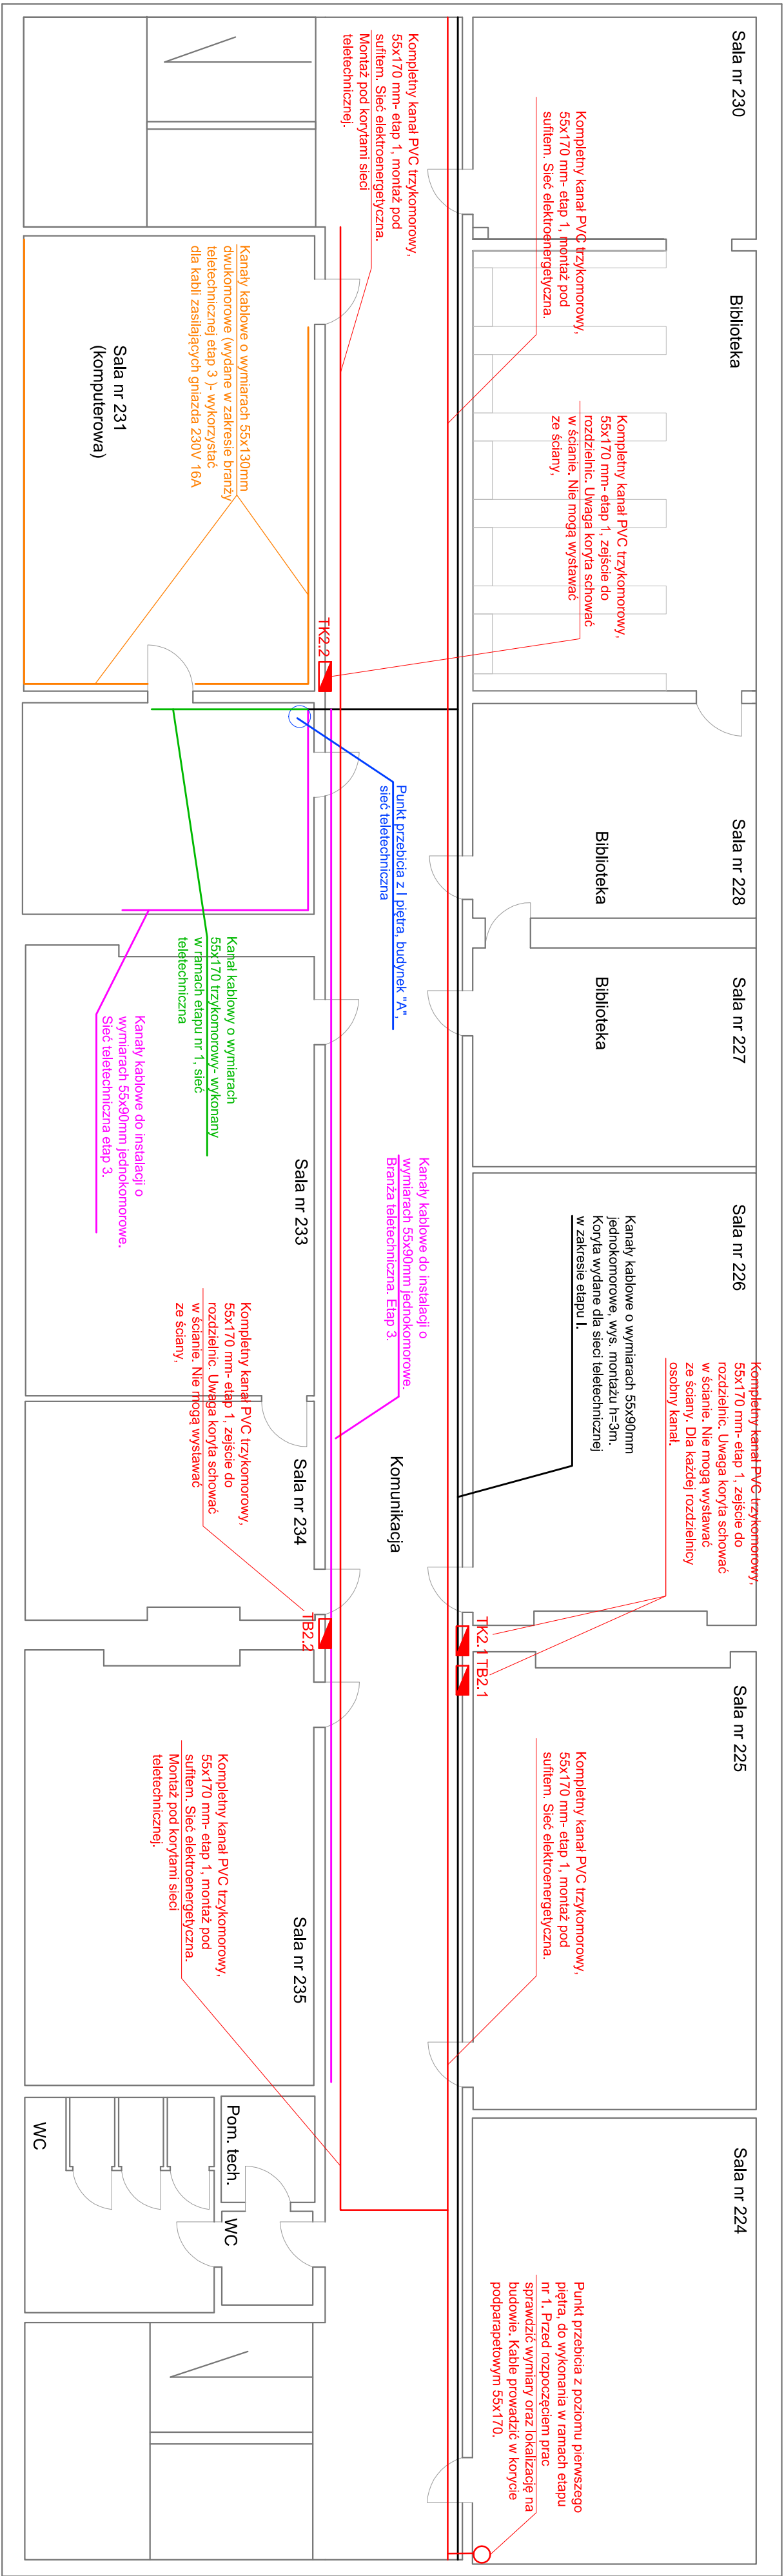 Sala nr 230
Kompletny kanał PVC trzykomorowy,
55x170 mm- etap 1, montaż pod
sufitem. Sieć elektroenergetyczna.
Kompletny kanał PVC trzykomorowy,
55x170 mm- etap 1, montaż pod
sufitem. Sieć elektroenergetyczna.
Montaż pod korytami sieci
teletechnicznej.
Biblioteka
Kompletny kanał PVC trzykomorowy,
55x170 mm- etap 1, zejście do
rozdzielnic. Uwaga koryta schować
w ścianie. Nie mogą wystawać
ze ściany,
Kanały kablowe o wymiarach 55x130mm
dwukomorowe (wydane w zakresie branży
teletechnicznej etap 3 )- wykorzystać
dla kabli zasilających gniazda 230V 16A
Sala nr 231
(komputerowa)
TK2.2
Sala nr 228
Biblioteka
Punkt przebicia z I piętra, budynek "A",
sieć teletechniczna
Sala nr 227
Biblioteka
Kanał kablowy o wymiarach
55x170 trzykomorowy- wykonany
w ramach etapu nr 1, sieć
teletechniczna
Kanały kablowe do instalacji o
wymiarach 55x90mm jednokomorowe.
Sieć teletechniczna etap 3.
Sala nr 226
Kanały kablowe o wymiarach 55x90mm
jednokomorowe, wys. montażu h=3m.
Koryta wydane dla sieci teletechnicznej
w zakresie etapu I.
Kanały kablowe do instalacji o
wymiarach 55x90mm jednokomorowe.
Branża teletechniczna. Etap 3.
Sala nr 233
Kompletny kanał PVC trzykomorowy,
55x170 mm- etap 1, zejście do
rozdzielnic. Uwaga koryta schować
w ścianie. Nie mogą wystawać
ze ściany. Dla każdej rozdzielnicy
osobny kanał.
Kompletny kanał PVC trzykomorowy,
55x170 mm- etap 1, zejście do
rozdzielnic. Uwaga koryta schować
w ścianie. Nie mogą wystawać
ze ściany,
Komunikacja
Sala nr 234
TK2.1
TB2.1
TB2.2
Sala nr 225
Kompletny kanał PVC trzykomorowy,
55x170 mm- etap 1, montaż pod
sufitem. Sieć elektroenergetyczna.
Kompletny kanał PVC trzykomorowy,
55x170 mm- etap 1, montaż pod
sufitem. Sieć elektroenergetyczna.
Montaż pod korytami sieci
teletechnicznej.
Sala nr 235
Sala nr 224
Pom. tech.
WC
WC
Punkt przebicia z poziomu pierwszego
piętra, do wykonania w ramach etapu
nr 1. Przed rozpoczęciem prac
sprawdzić wymiary oraz lokalizację na
budowie. Kable prowadzić w korycie
podparapetowym 55x170.